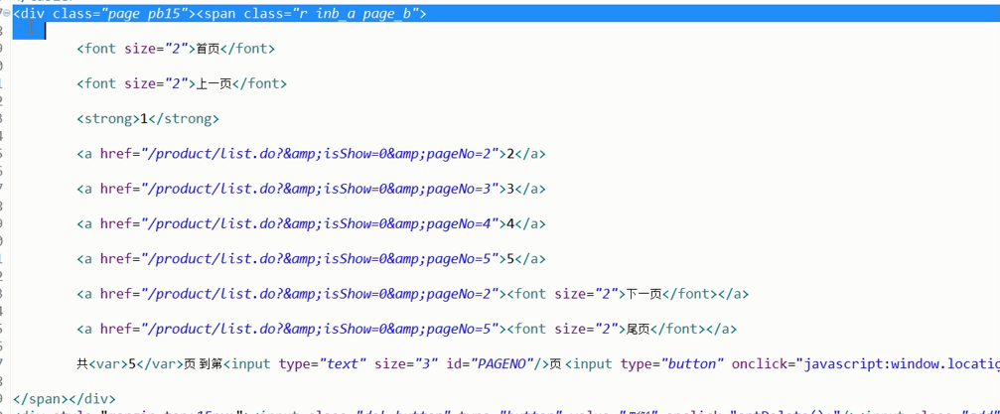 <div class="page pb15"><span class="r inb_a page_b">
<font size="2">首页</font>
<font size="2">上一页</font>
<strong>1</strong>
<a href="/product/list.do?&amp;isShow=0&amp;pageNo=2">2</a>
<a href="/product/list.do?&amp;isShow=0&amp;pageNo=3">3</a>
<a href="/product/list.do?&amp;isShow=0&amp;pageNo=4">4</a>
<a href="/product/list.do?&amp;isShow=0&amp;pageNo=5">5</a>
<a href="/product/list.do?&amp;isShow=0&amp;pageNo=2"><font size="2">下一页</font></a>
<a href="/product/list.do?&amp;isShow=0&amp;pageNo=5"><font size="2">尾页</font></a>
共<var>5</var>页 到第<input type="text" size="3" id="PAGENO"/>页 <input type="button" onclick="javascript:window.locatio
</span></div>